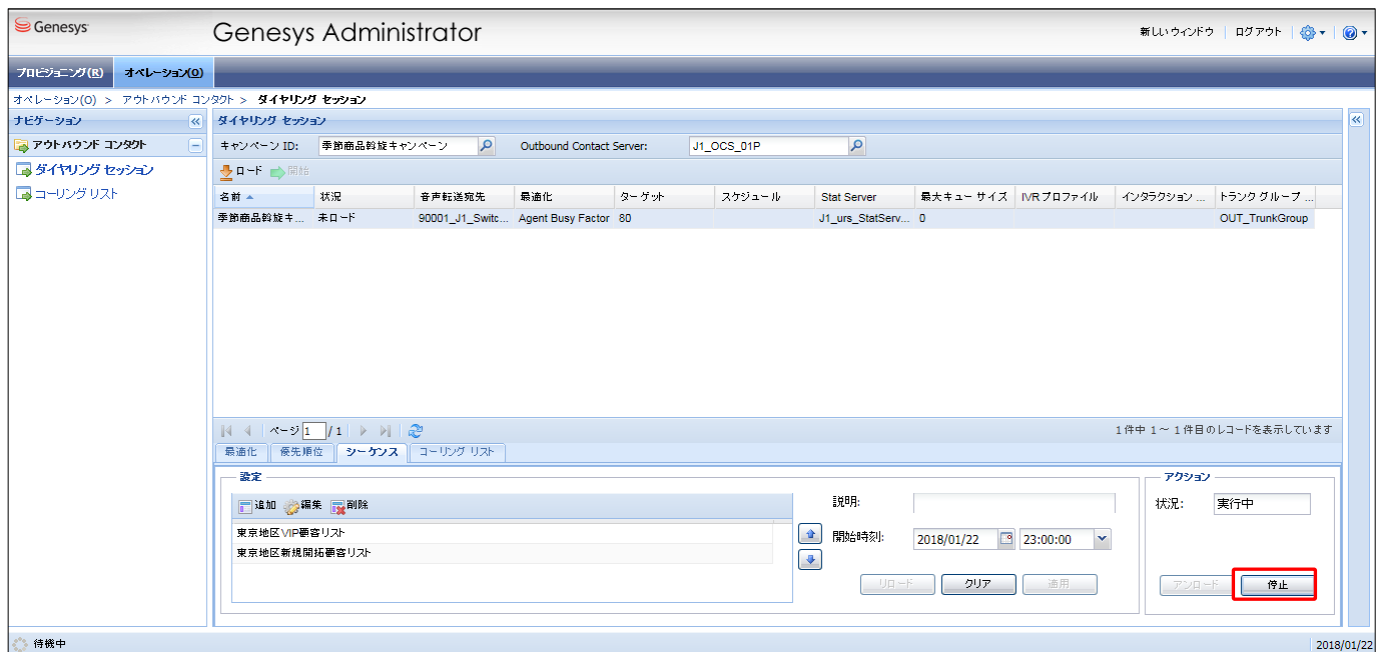 Genesys
Genesys Administrator
新しいウィンドウ ログアウト
プロビジョニング(R) オペレーション(O)
オペレーション(O) > アウトバウンド コンタクト > ダイヤリング セッション
ナビゲーション
ダイヤリング セッション
アウトバウンド コンタクト
キャンペーン ID: 季節商品斡旋キャンペーン Outbound Contact Server: J1_OCS_01P
ダイヤリング セッション
ロード 開始
コーリング リスト
名前 状況 音声転送宛先 最適化 ターゲット スケジュール Stat Server 最大キュー サイズ IVR プロファイル インタラクション ... トランク グループ ...
季節商品斡旋キ... 未ロード 90001_J1_Switc... Agent Busy Factor 80 J1_urs_StatServ... 0 OUT_TrunkGroup
ページ 1 / 1
1 件中 1 ~ 1 件目のレコードを表示しています
最適化 優先順位 シーケンス コーリング リスト
設定
アクション
追加 編集 削除
説明:
状況: 実行中
東京地区VIP顧客リスト
開始時刻: 2018/01/22 23:00:00
東京地区新規開拓顧客リスト
リロード クリア 適用
アンロード 停止
待機中
2018/01/22